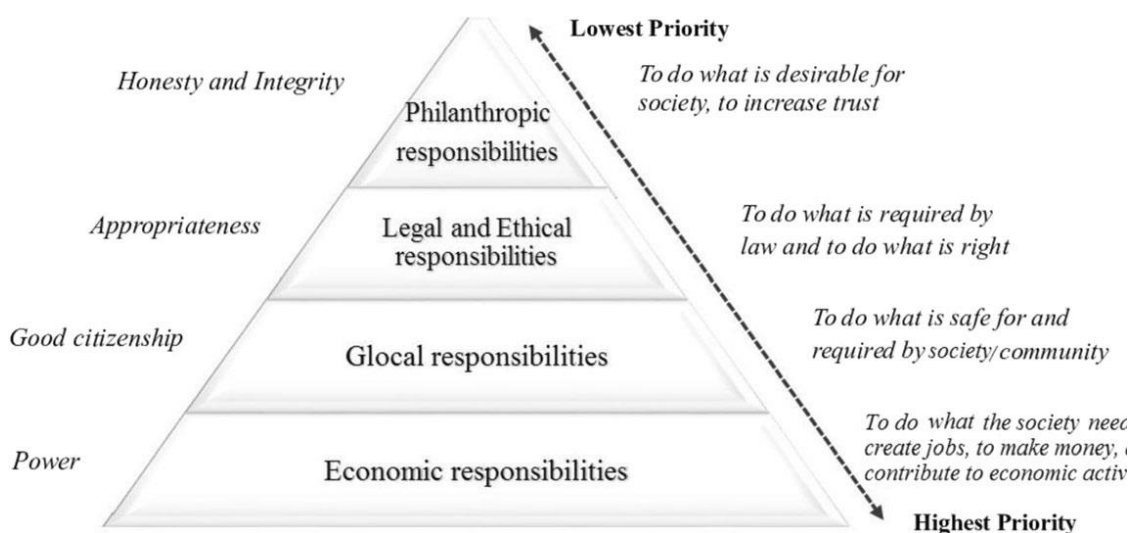 Lowest Priority
Honesty and Integrity
To do what is desirable for
society, to increase trust
Philanthropic
responsibilities
Appropriateness
Legal and Ethical
responsibilities
To do what is required by
law and to do what is right
Good citizenship
Glocal responsibilities
To do what is safe for and
required by society/community
Power
Economic responsibilities
To do what the society
create jobs, to make money,
contribute to economic
Highest Priority